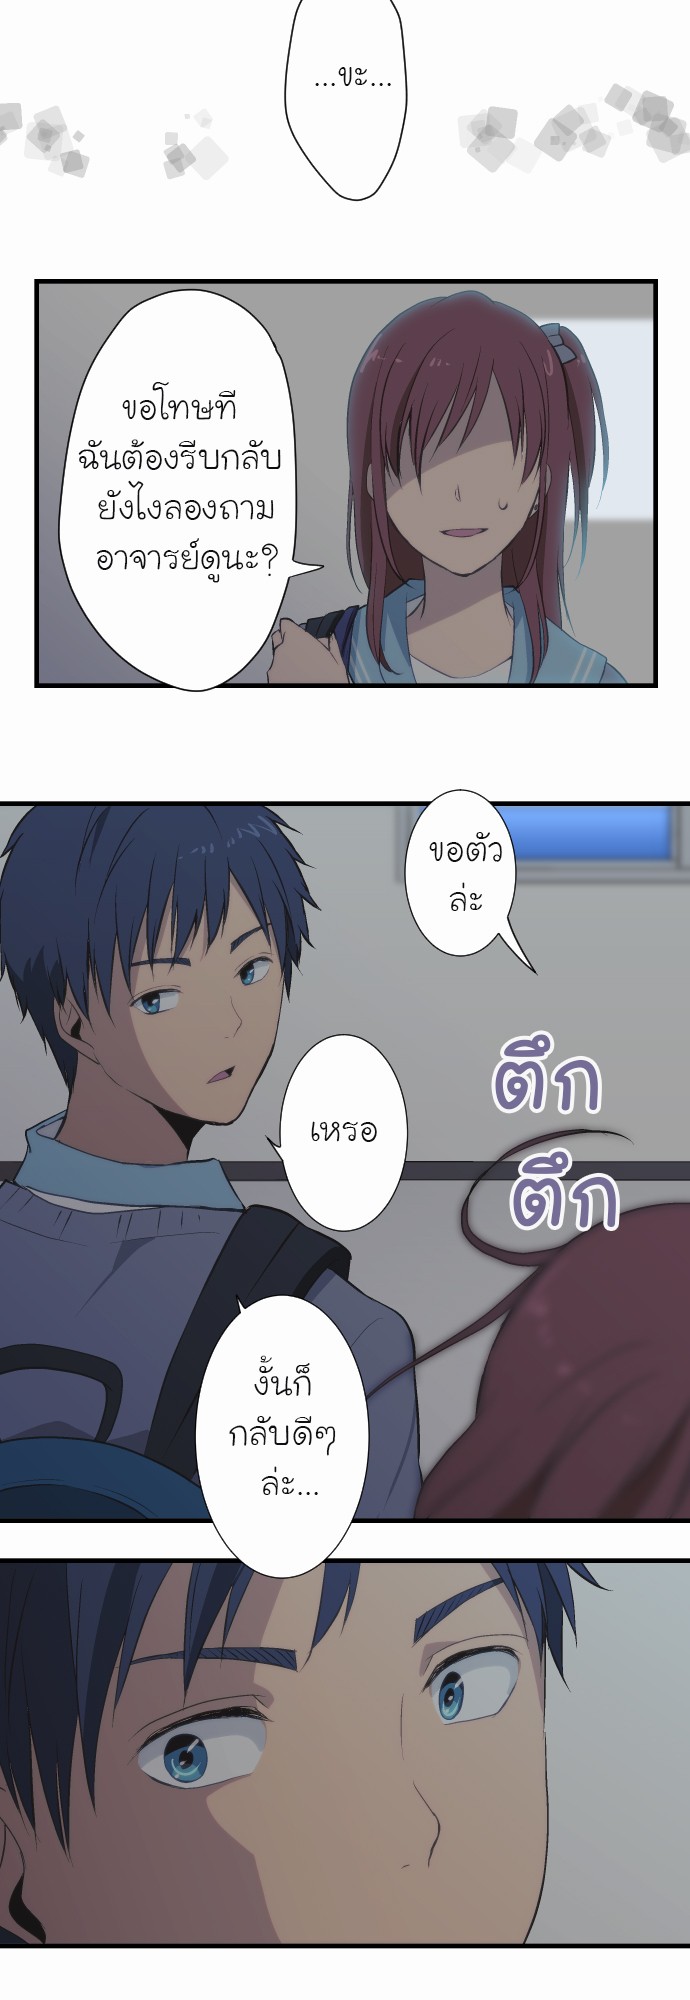 ...ขะ...
ขอโทษที
ฉันต้องรีบกลับ
ยังไงลองถาม
อาจารย์ดูนะ?
ขอตัว
ล่ะ
เหรอ
ตึก
ตึก
งั้นก็
กลับดีๆ
ล่ะ...